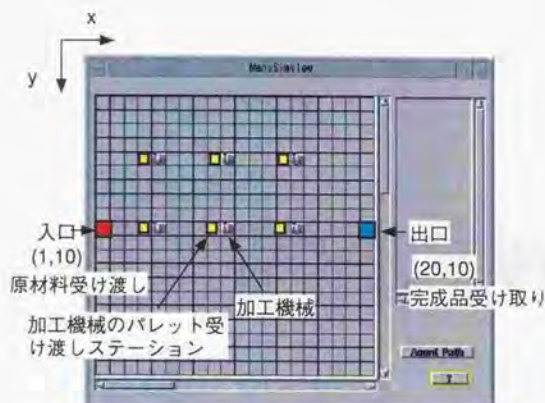 x
y
入口
(1,10)
原材料受け渡し
加工機械のパレット受
け渡しステーション
加工機械
出口
(20,10)
完成品受け取り
Agent Path